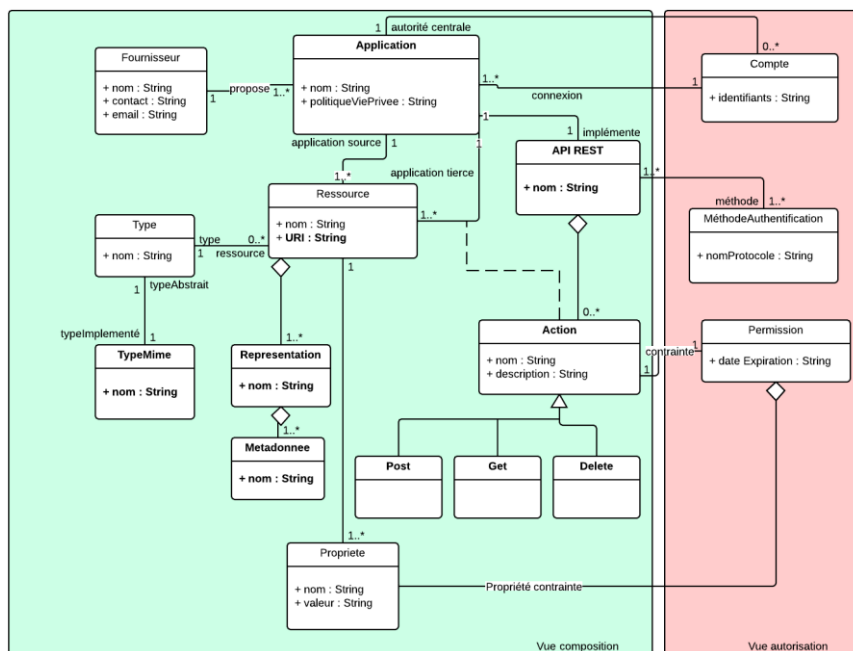 1
autorité centrale
0..*
Application
+ nom : String
+ politiqueViePrivee : String
Fournisseur
+ nom : String
+ contact : String
+ email : String
1
propose
1..*
1..*
connexion
1
Compte
+ identifiants : String
application source
1
1..*
1
1
application tierce
1
implémente
API REST
+ nom : String
1..*
méthode
1..*
MéthodeAuthentification
+ nomProtocole : String
Ressource
+ nom : String
+ URI : String
1..*
Type
+ nom : String
type
1
0..*
ressource
1
typeAbstrait
typeImplementé
1
TypeMime
+ nom : String
1..*
Representation
+ nom : String
1..*
Metadonnee
+ nom : String
1
0..*
Action
+ nom : String
+ description : String
contrainte
1
1
Permission
+ date Expiration : String
Post
Get
Delete
1..*
Propriete
+ nom : String
+ valeur : String
Propriété contrainte
Vue composition
Vue autorisation